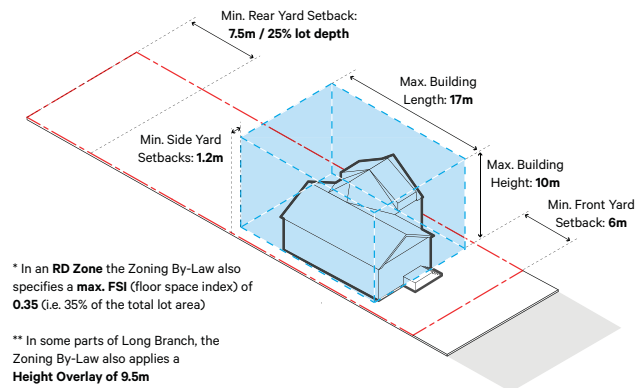 Min. Rear Yard Setback:
7.5m / 25% lot depth
Max. Building
Length: 17m
Min. Side Yard
Setbacks: 1.2m
Max. Building
Height: 10m
Min. Front Yard
Setback: 6m
* In an RD Zone the Zoning By-Law also
specifies a max. FSI (floor space index) of
0.35 (i.e. 35% of the total lot area)
** In some parts of Long Branch, the
Zoning By-Law also applies a
Height Overlay of 9.5m